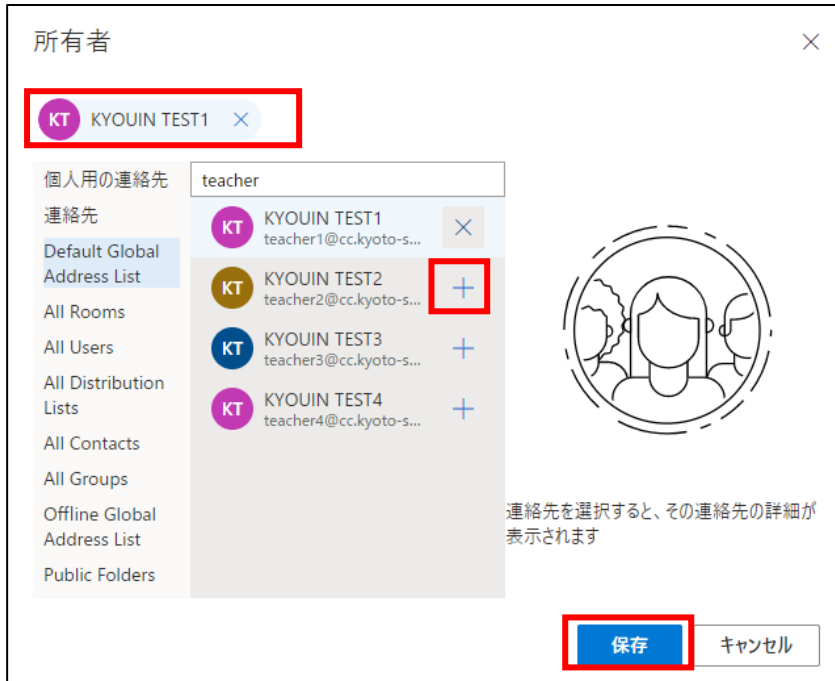 所有者
KT KYOUIN TEST1
個人用の連絡先
連絡先
Default Global
Address List
All Rooms
All Users
All Distribution
Lists
All Contacts
All Groups
Offline Global
Address List
Public Folders
teacher
KT KYOUIN TEST1
teacher1@cc.kyoto-s...
KT KYOUIN TEST2
teacher2@cc.kyoto-s...
KT KYOUIN TEST3
teacher3@cc.kyoto-s...
KT KYOUIN TEST4
teacher4@cc.kyoto-s...
連絡先を選択すると、その連絡先の詳細が
表示されます
保存 キャンセル